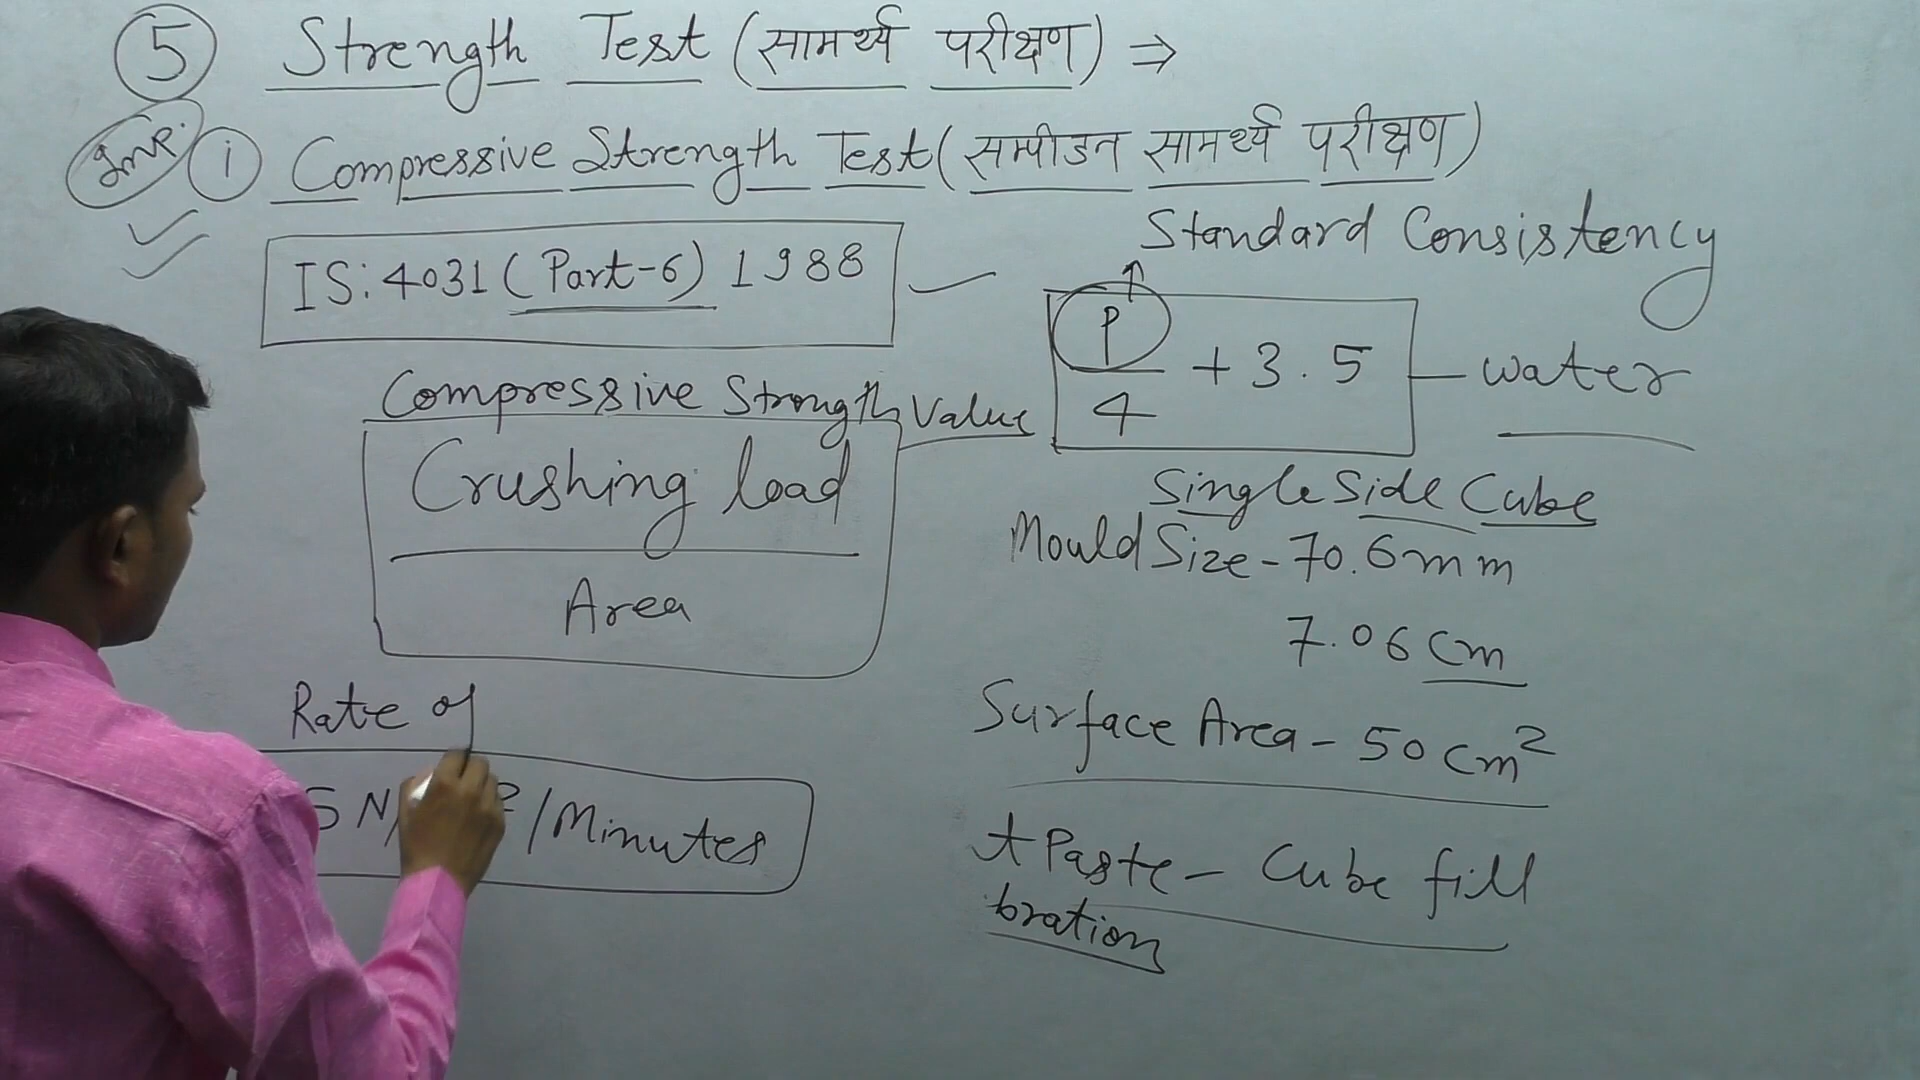 5 Strength Test (सामर्थ्य परीक्षण) ⇒
Imp. i Compressive Strength Test (सम्पीडन सामर्थ्य परीक्षण)
IS: 4031 (Part-6) 1988
Standard Consistency
P/4 + 3.5 — water
Compressive Strength Value
Crushing load
Area
Single Side Cube
Mould Size - 70.6mm
7.06 cm
Surface Area - 50 cm²
Rate of
5 N/ /Minutes
t Paste - Cube fill
bration